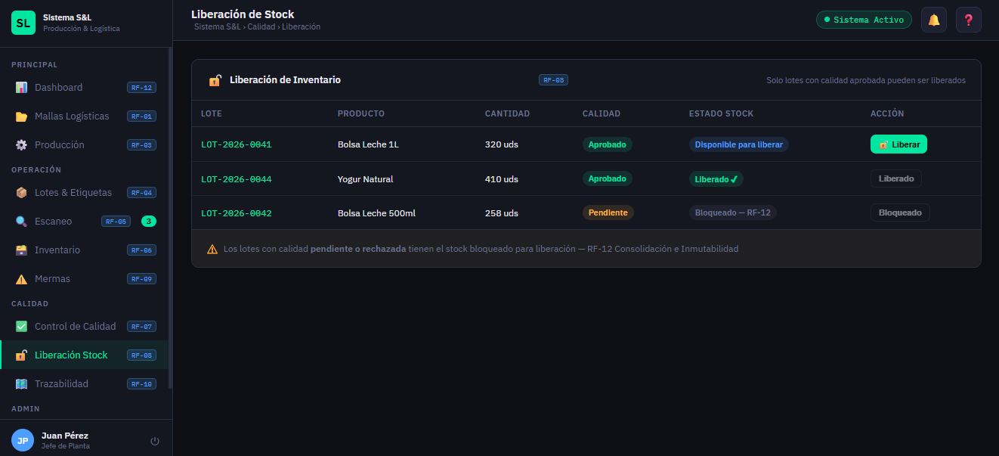 SL
Sistema S&L
Producción & Logística
PRINCIPAL
Dashboard RF-12
Mallas Logísticas RF-01
Producción RF-03
OPERACIÓN
Lotes & Etiquetas RF-04
Escaneo RF-05 3
Inventario RF-06
Mermas RF-09
CALIDAD
Control de Calidad RF-07
Liberación Stock RF-08
Trazabilidad RF-10
ADMIN
JP
Juan Pérez
Jefe de Planta
Liberación de Stock
Sistema S&L › Calidad › Liberación
Sistema Activo
Liberación de Inventario RF-08 Solo lotes con calidad aprobada pueden ser liberados
LOTE PRODUCTO CANTIDAD CALIDAD ESTADO STOCK ACCIÓN
LOT-2026-0041 Bolsa Leche 1L 320 uds Aprobado Disponible para liberar Liberar
LOT-2026-0044 Yogur Natural 410 uds Aprobado Liberado ✔ Liberado
LOT-2026-0042 Bolsa Leche 500ml 258 uds Pendiente Bloqueado — RF-12 Bloqueado
Los lotes con calidad pendiente o rechazada tienen el stock bloqueado para liberación — RF-12 Consolidación e Inmutabilidad